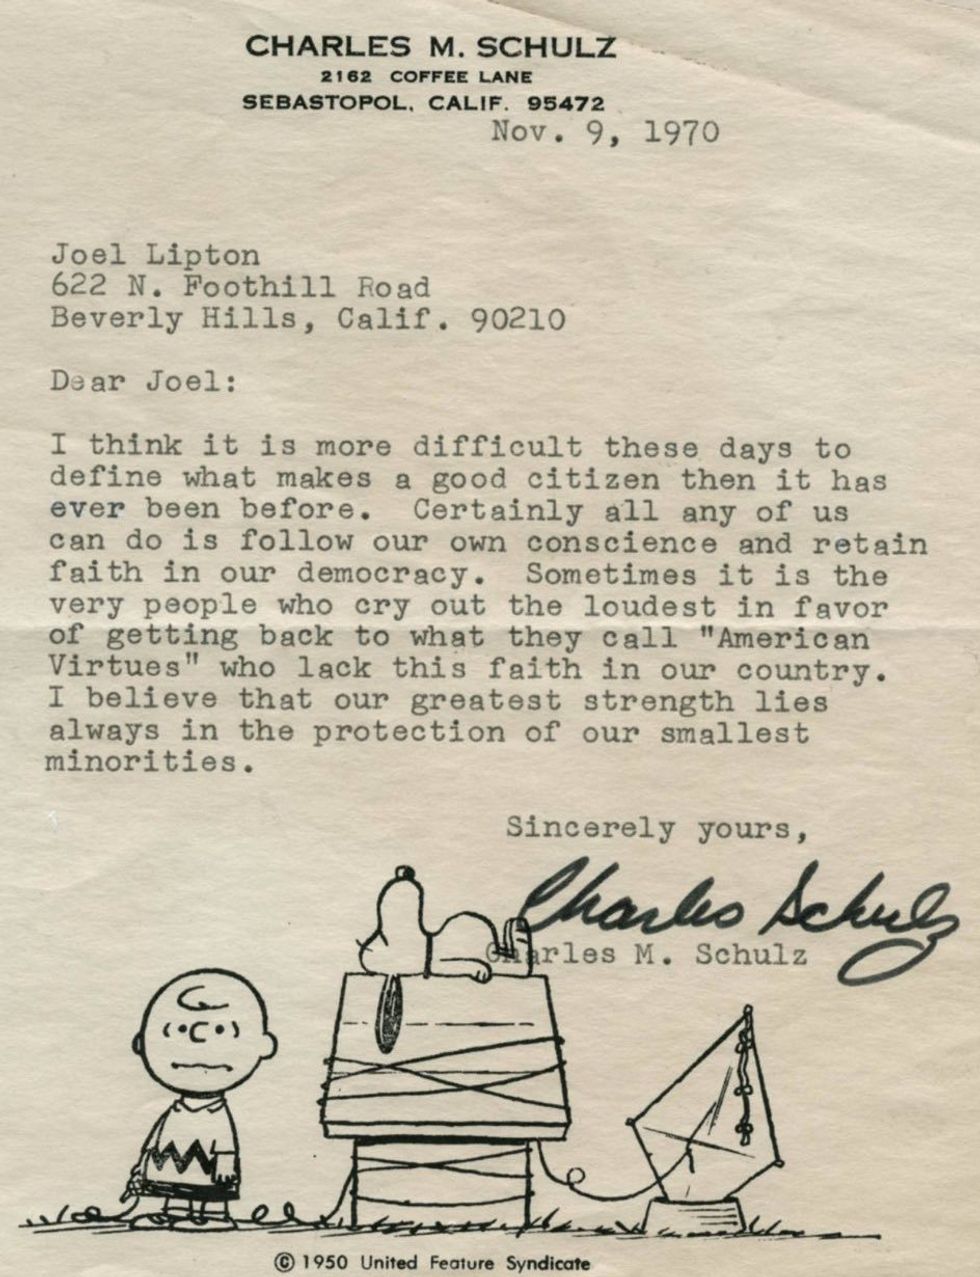 CHARLES M. SCHULZ
2162 COFFEE LANE
SEBASTOPOL, CALIF. 95472
Nov. 9, 1970
Joel Lipton
622 N. Foothill Road
Beverly Hills, Calif. 90210
Dear Joel:
I think it is more difficult these days to
define what makes a good citizen then it has
ever been before.  Certainly all any of us
can do is follow our own conscience and retain
faith in our democracy.  Sometimes it is the
very people who cry out the loudest in favor
of getting back to what they call "American
Virtues" who lack this faith in our country.
I believe that our greatest strength lies
always in the protection of our smallest
minorities.
Sincerely yours,
Charles Schulz
Charles M. Schulz
© 1950 United Feature Syndicate